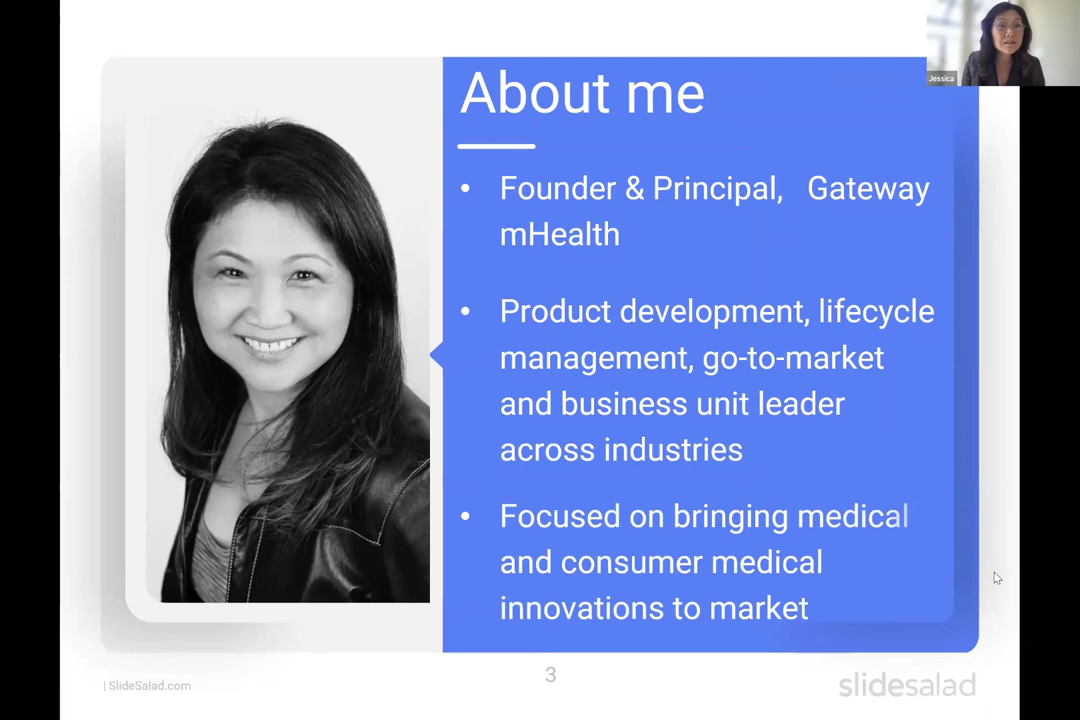 Jessica
About me
• Founder & Principal, Gateway
mHealth
• Product development, lifecycle
management, go-to-market
and business unit leader
across industries
• Focused on bringing medical
and consumer medical
innovations to market
| SlideSalad.com
3
slidesalad